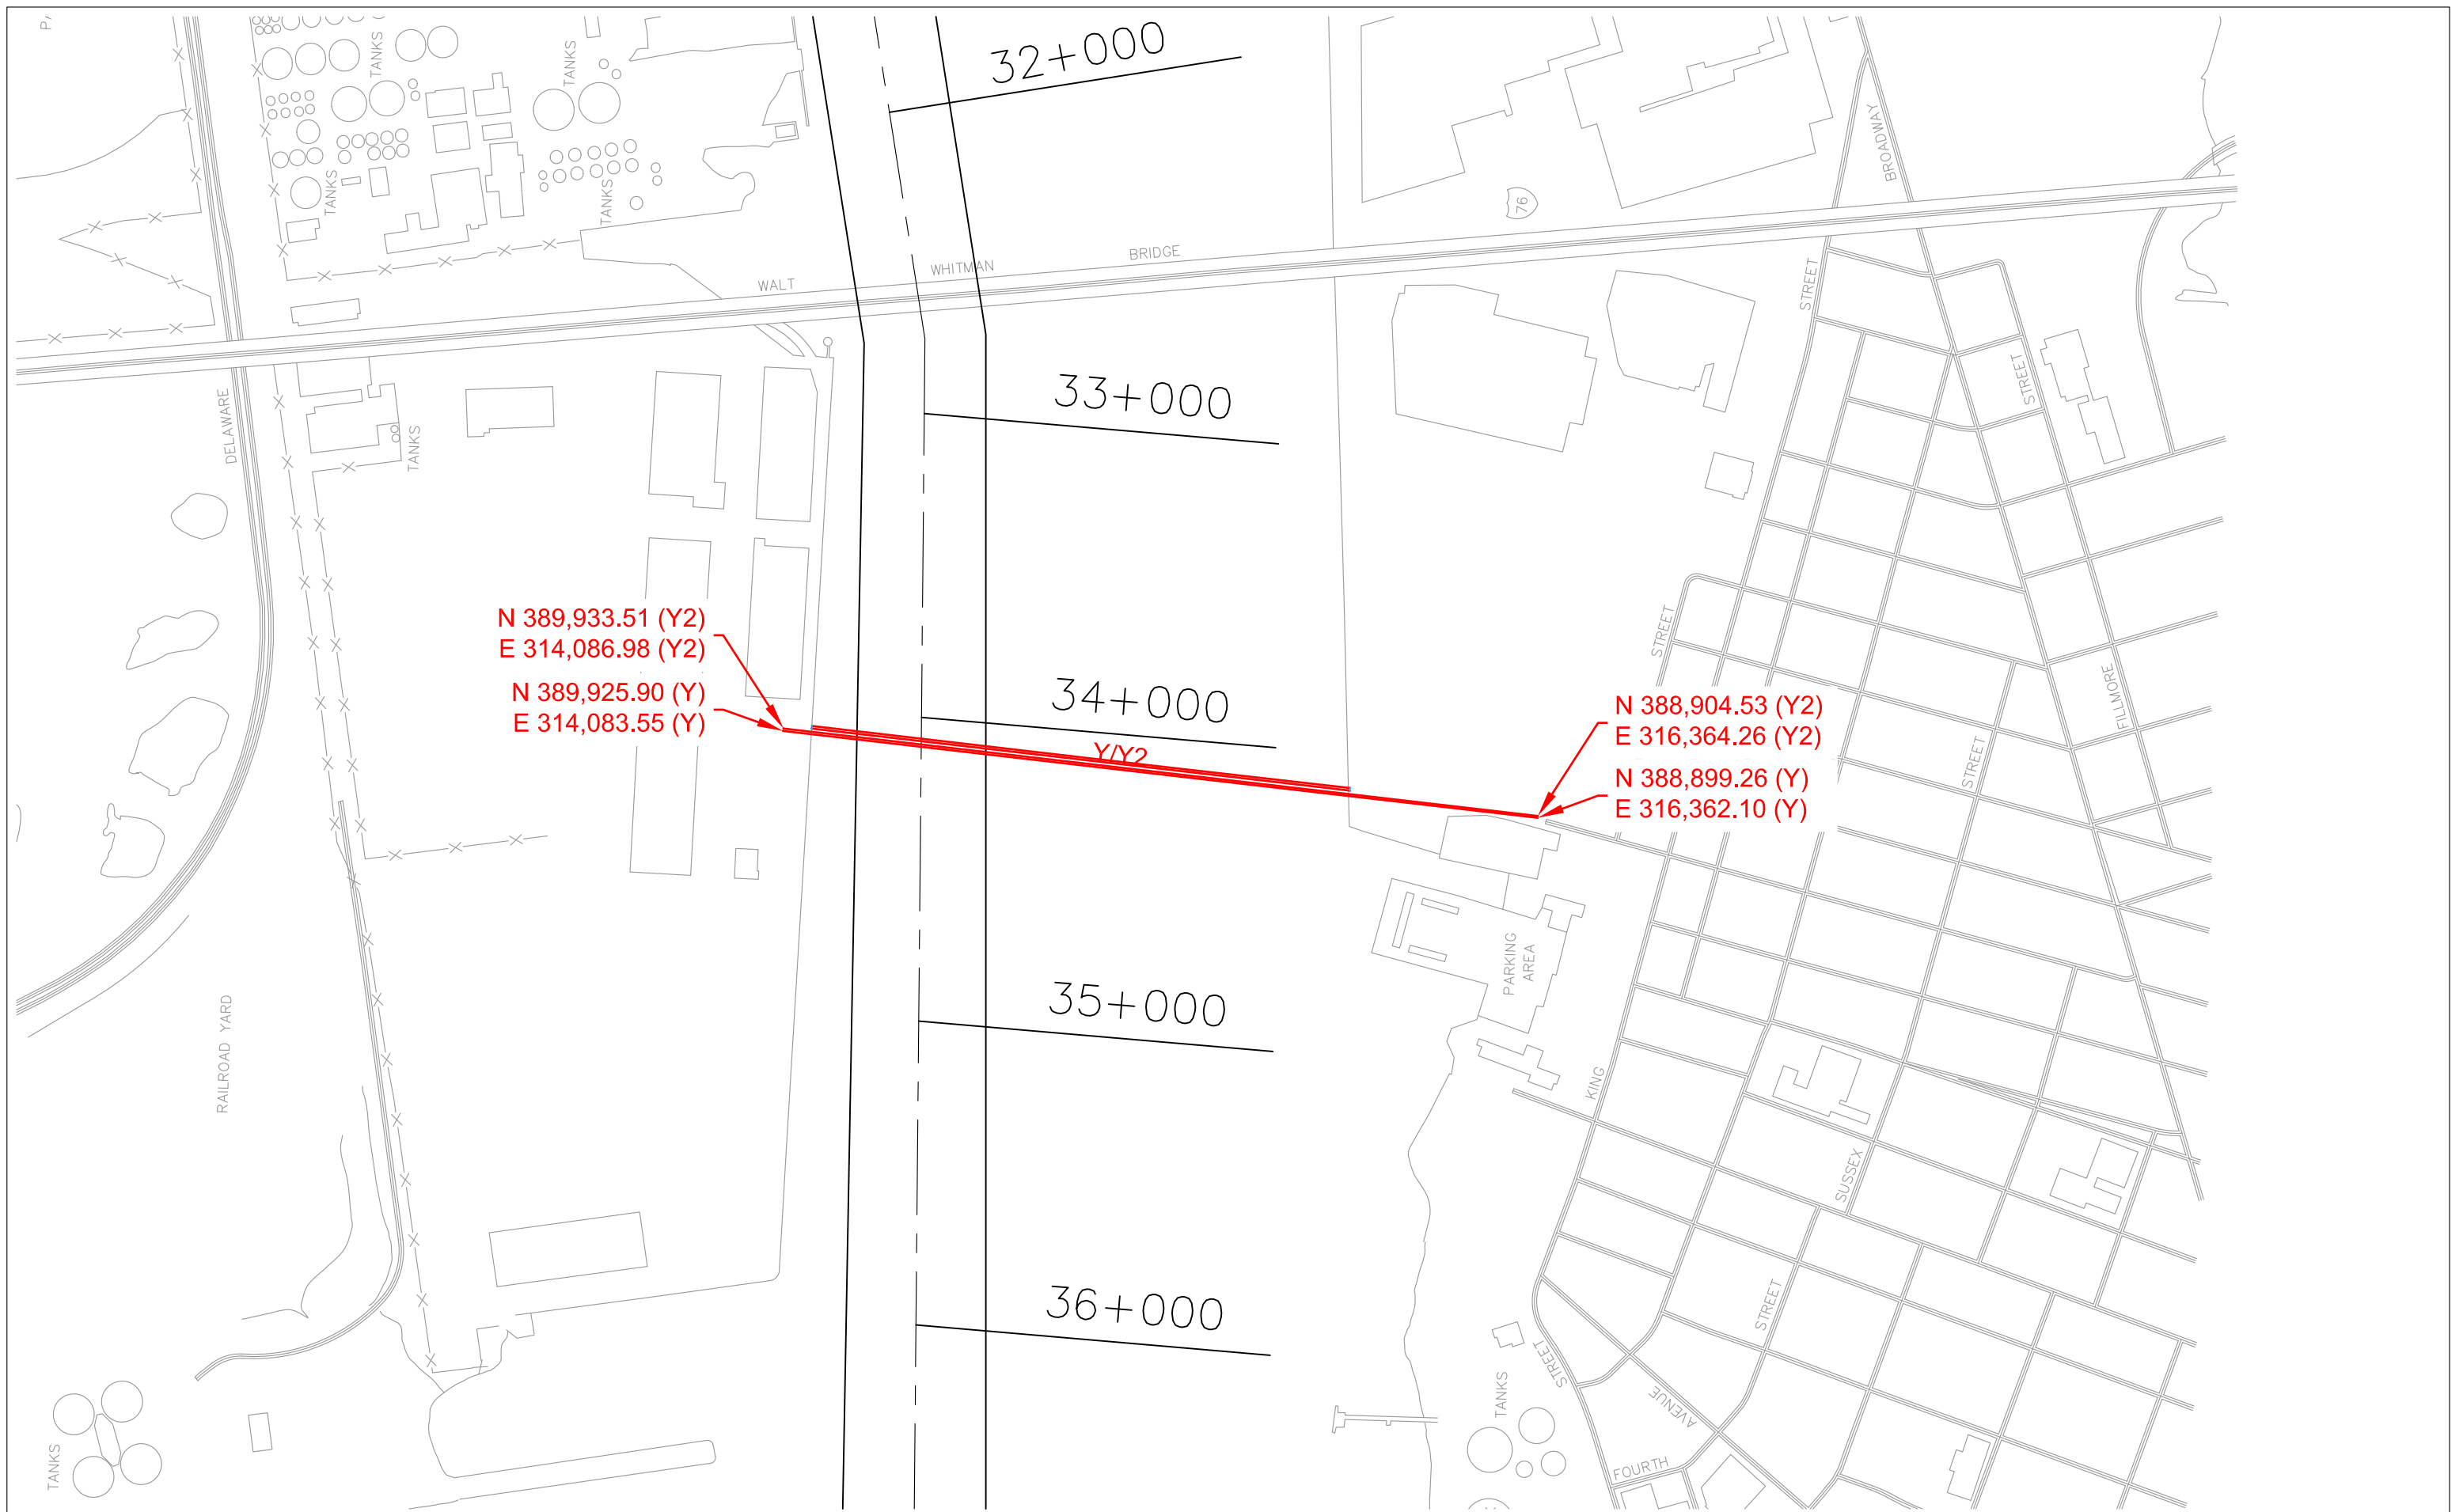 P
TANKS
TANKS
32+000
BROADWAY
TANKS
TANKS
76
WALT
WHITMAN
BRIDGE
STREET
DELAWARE
TANKS
33+000
STREET
N 389,933.51 (Y2)
E 314,086.98 (Y2)
N 389,925.90 (Y)
E 314,083.55 (Y)
STREET
34+000
Y/Y2
N 388,904.53 (Y2)
E 316,364.26 (Y2)
N 388,899.26 (Y)
E 316,362.10 (Y)
FILLMORE
STREET
PARKING
AREA
35+000
RAILROAD YARD
KING
SUSSEX
36+000
STREET
STREET
AVENUE
TANKS
TANKS
FOURTH